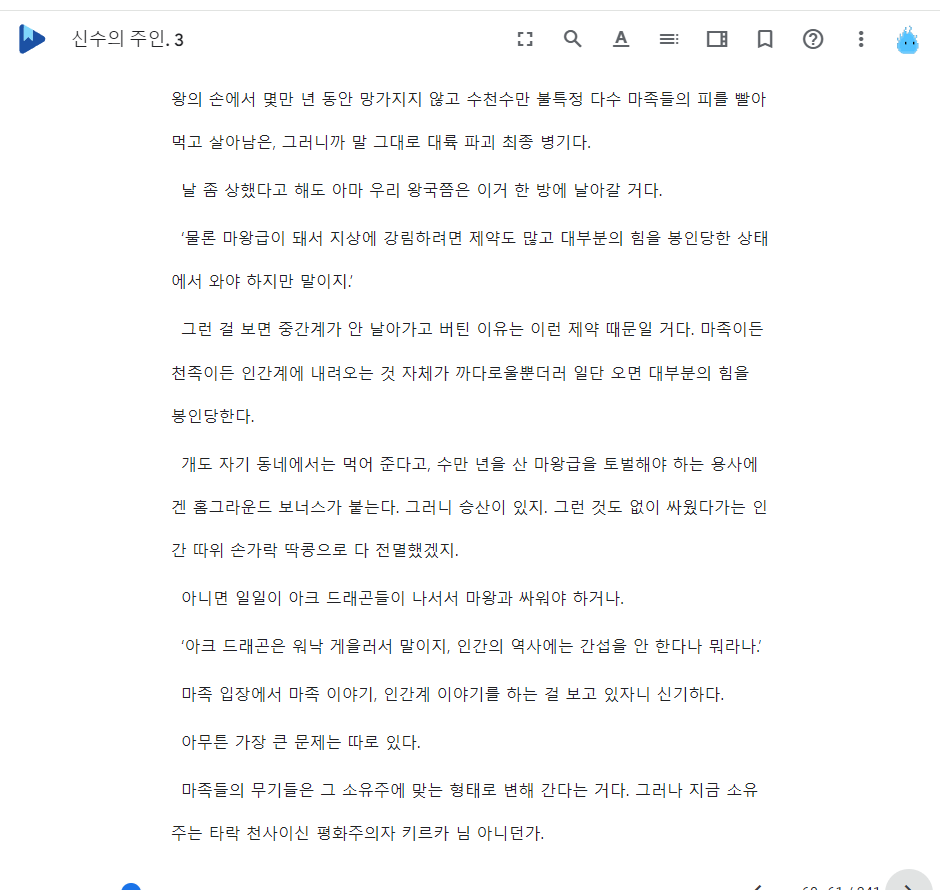 신수의 주인. 3
왕의 손에서 몇만 년 동안 망가지지 않고 수천수만 불특정 다수 마족들의 피를 빨아
먹고 살아남은, 그러니까 말 그대로 대륙 파괴 최종 병기다.
날 좀 상했다고 해도 아마 우리 왕국쯤은 이거 한 방에 날아갈 거다.
‘물론 마왕급이 돼서 지상에 강림하려면 제약도 많고 대부분의 힘을 봉인당한 상태
에서 와야 하지만 말이지.’
그런 걸 보면 중간계가 안 날아가고 버틴 이유는 이런 제약 때문일 거다. 마족이든
천족이든 인간계에 내려오는 것 자체가 까다로울뿐더러 일단 오면 대부분의 힘을
봉인당한다.
개도 자기 동네에서는 먹어 준다고, 수만 년을 산 마왕급을 토벌해야 하는 용사에
겐 홈그라운드 보너스가 붙는다. 그러니 승산이 있지. 그런 것도 없이 싸웠다가는 인
간 따위 손가락 딱콩으로 다 전멸했겠지.
아니면 일일이 아크 드래곤들이 나서서 마왕과 싸워야 하거나.
‘아크 드래곤은 워낙 게을러서 말이지, 인간의 역사에는 간섭을 안 한다나 뭐라나.’
마족 입장에서 마족 이야기, 인간계 이야기를 하는 걸 보고 있자니 신기하다.
아무튼 가장 큰 문제는 따로 있다.
마족들의 무기들은 그 소유주에 맞는 형태로 변해 간다는 거다. 그러나 지금 소유
주는 타락 천사이신 평화주의자 키르카 님 아니던가.